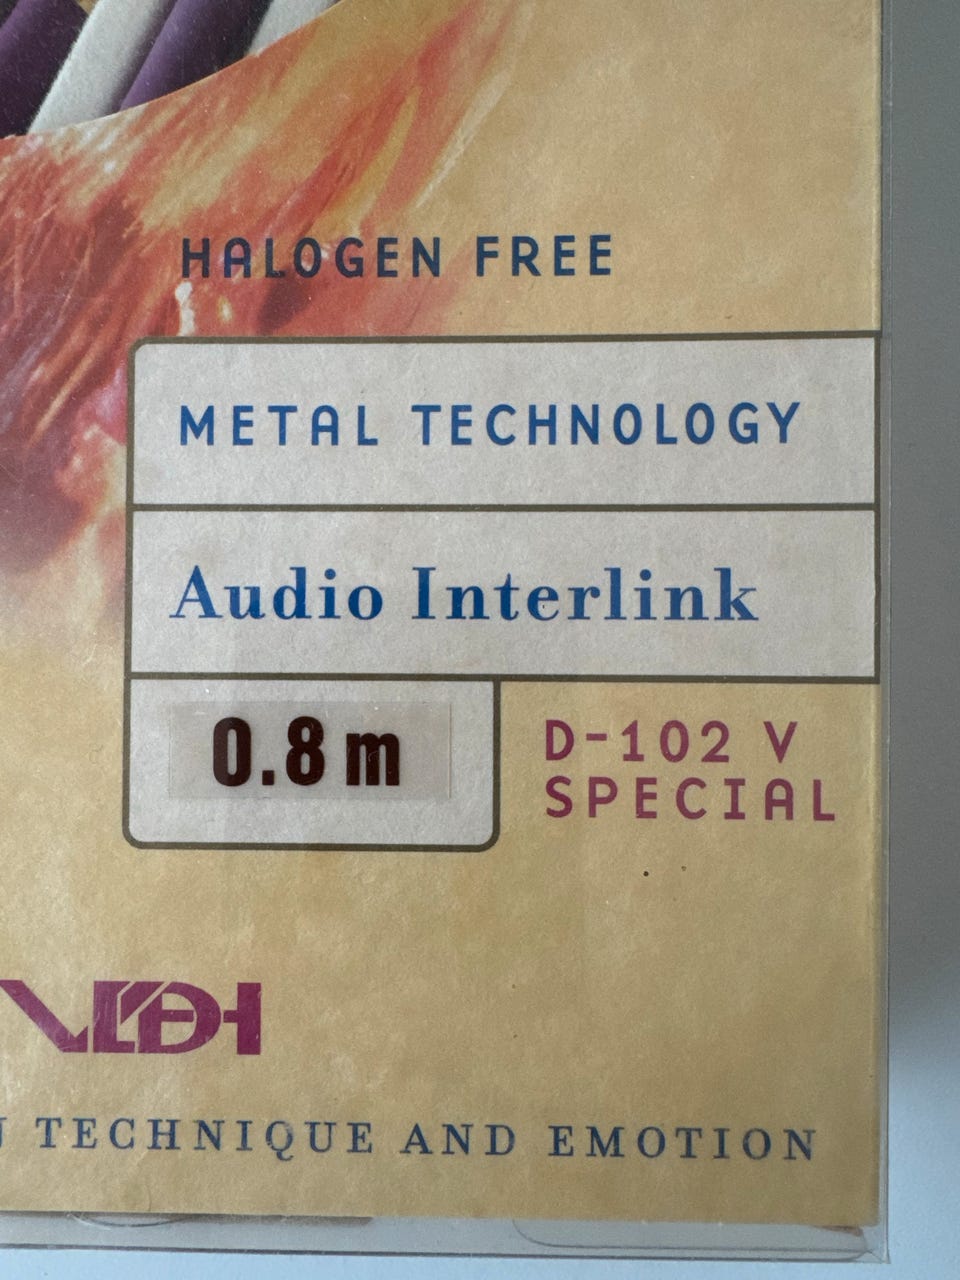 HALOGEN FREE
METAL TECHNOLOGY
Audio Interlink
0.8 m
D-102 V
SPECIAL
TECHNIQUE AND EMOTION